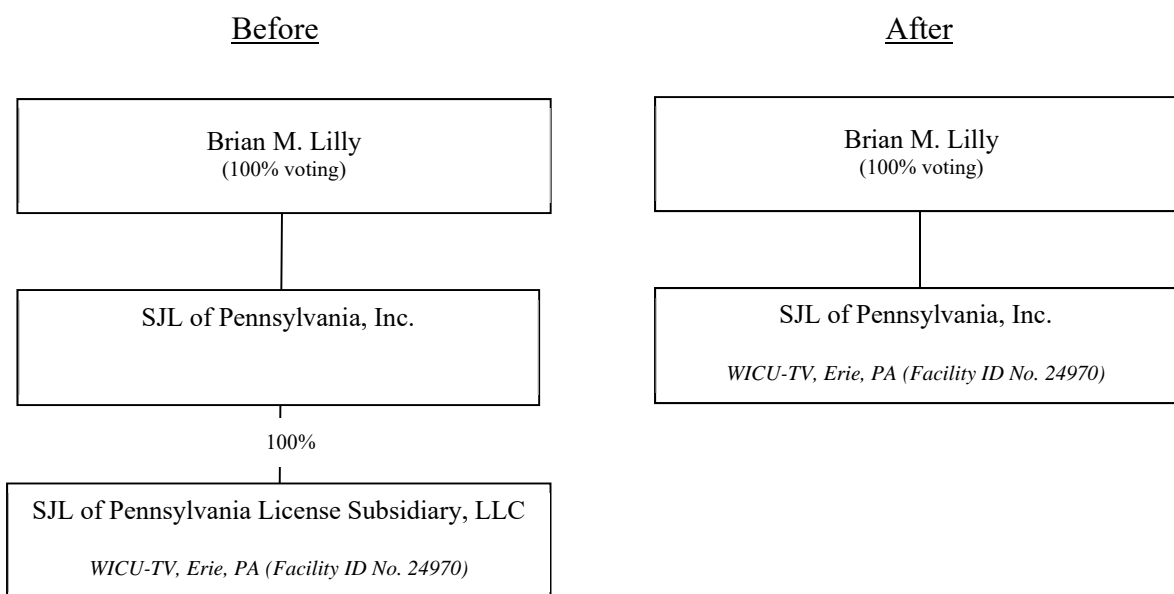 Before
Brian M. Lilly
(100% voting)
SJL of Pennsylvania, Inc.
100%
SJL of Pennsylvania License Subsidiary, LLC
WICU-TV, Erie, PA (Facility ID No. 24970)
After
Brian M. Lilly
(100% voting)
SJL of Pennsylvania, Inc.
WICU-TV, Erie, PA (Facility ID No. 24970)